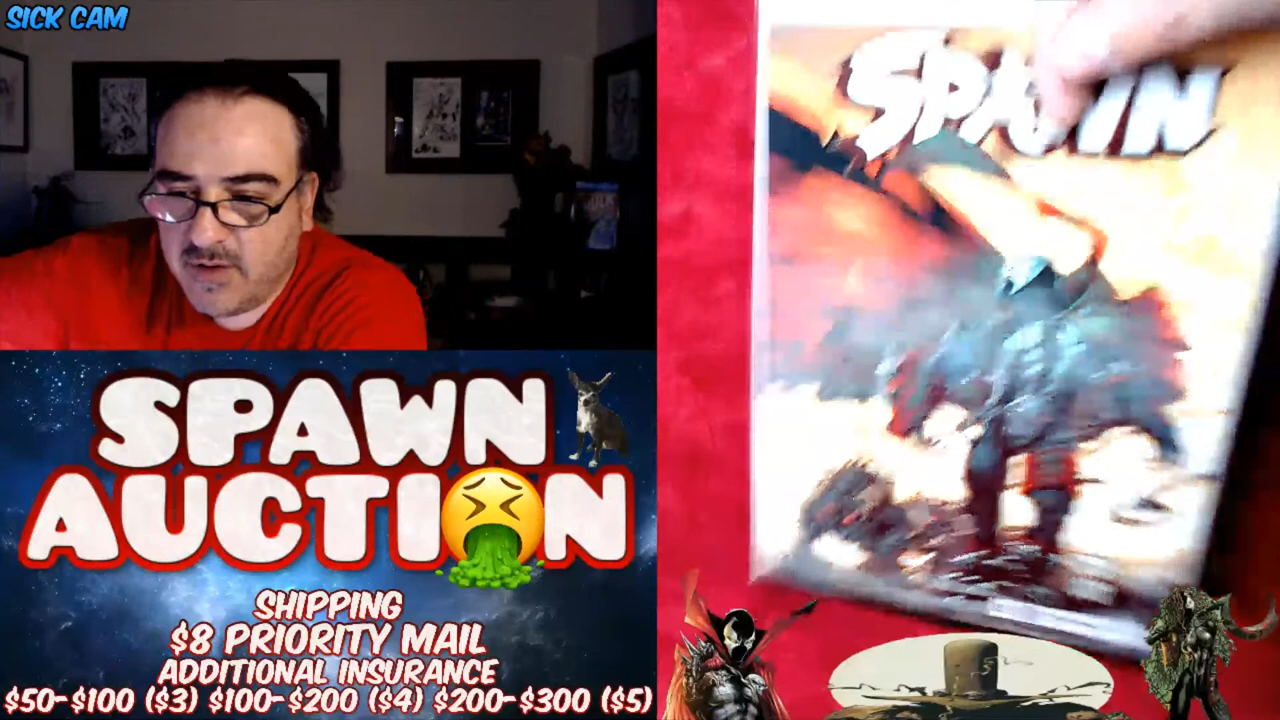 SICK CAM
SPAWN
SPAWN
AUCTION
SHIPPING
$8 PRIORITY MAIL
ADDITIONAL INSURANCE
$50-$100 ($3) $100-$200 ($4) $200-$300 ($5)